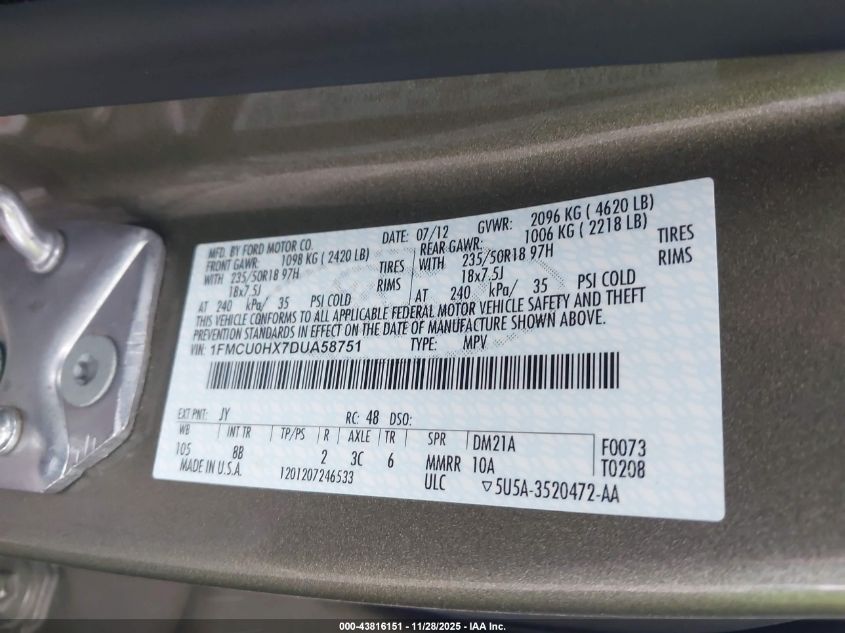 MFD. BY FORD MOTOR CO.
DATE: 07/12 GVWR: 2096 KG ( 4620 LB)
FRONT GAWR: 1098 KG ( 2420 LB)
REAR GAWR: 1006 KG ( 2218 LB)
WITH 235/50R18 97H TIRES
WITH 235/50R18 97H TIRES
18x7.5J RIMS
18x7.5J RIMS
AT 240 kPa/ 35 PSI COLD
AT 240 kPa/ 35 PSI COLD
THIS VEHICLE CONFORMS TO ALL APPLICABLE FEDERAL MOTOR VEHICLE SAFETY AND THEFT
PREVENTION STANDARDS IN EFFECT ON THE DATE OF MANUFACTURE SHOWN ABOVE.
VIN: 1FMCU0HX7DUA58751 TYPE: MPV
EXT PNT: JY RC: 48 DSO:
WB INT TR TP/PS R AXLE TR SPR DM21A F0073
105 8B 2 3C 6 MMRR 10A T0208
MADE IN U.S.A. 1201207246533 ULC ▽5U5A-3520472-AA
000-43816151 - 11/28/2025 - IAA Inc.